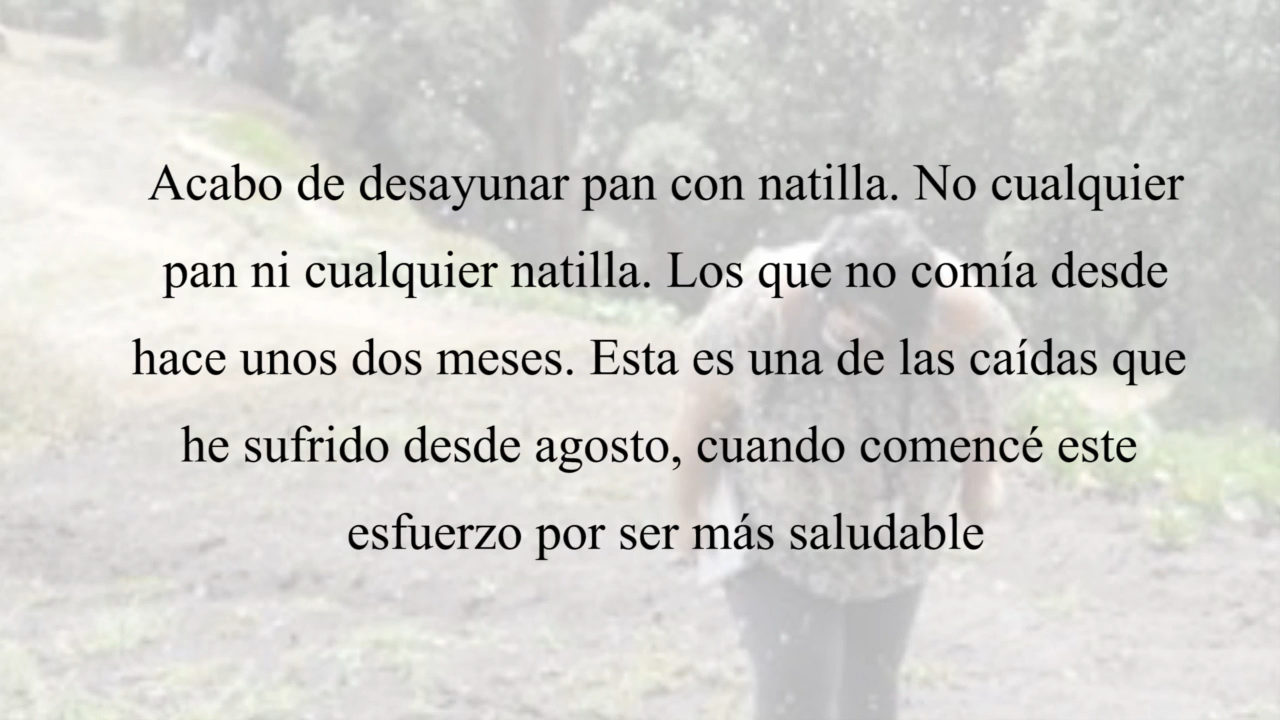 Acabo de desayunar pan con natilla. No cualquier
pan ni cualquier natilla. Los que no comía desde
hace unos dos meses. Esta es una de las caídas que
he sufrido desde agosto, cuando comencé este
esfuerzo por ser más saludable